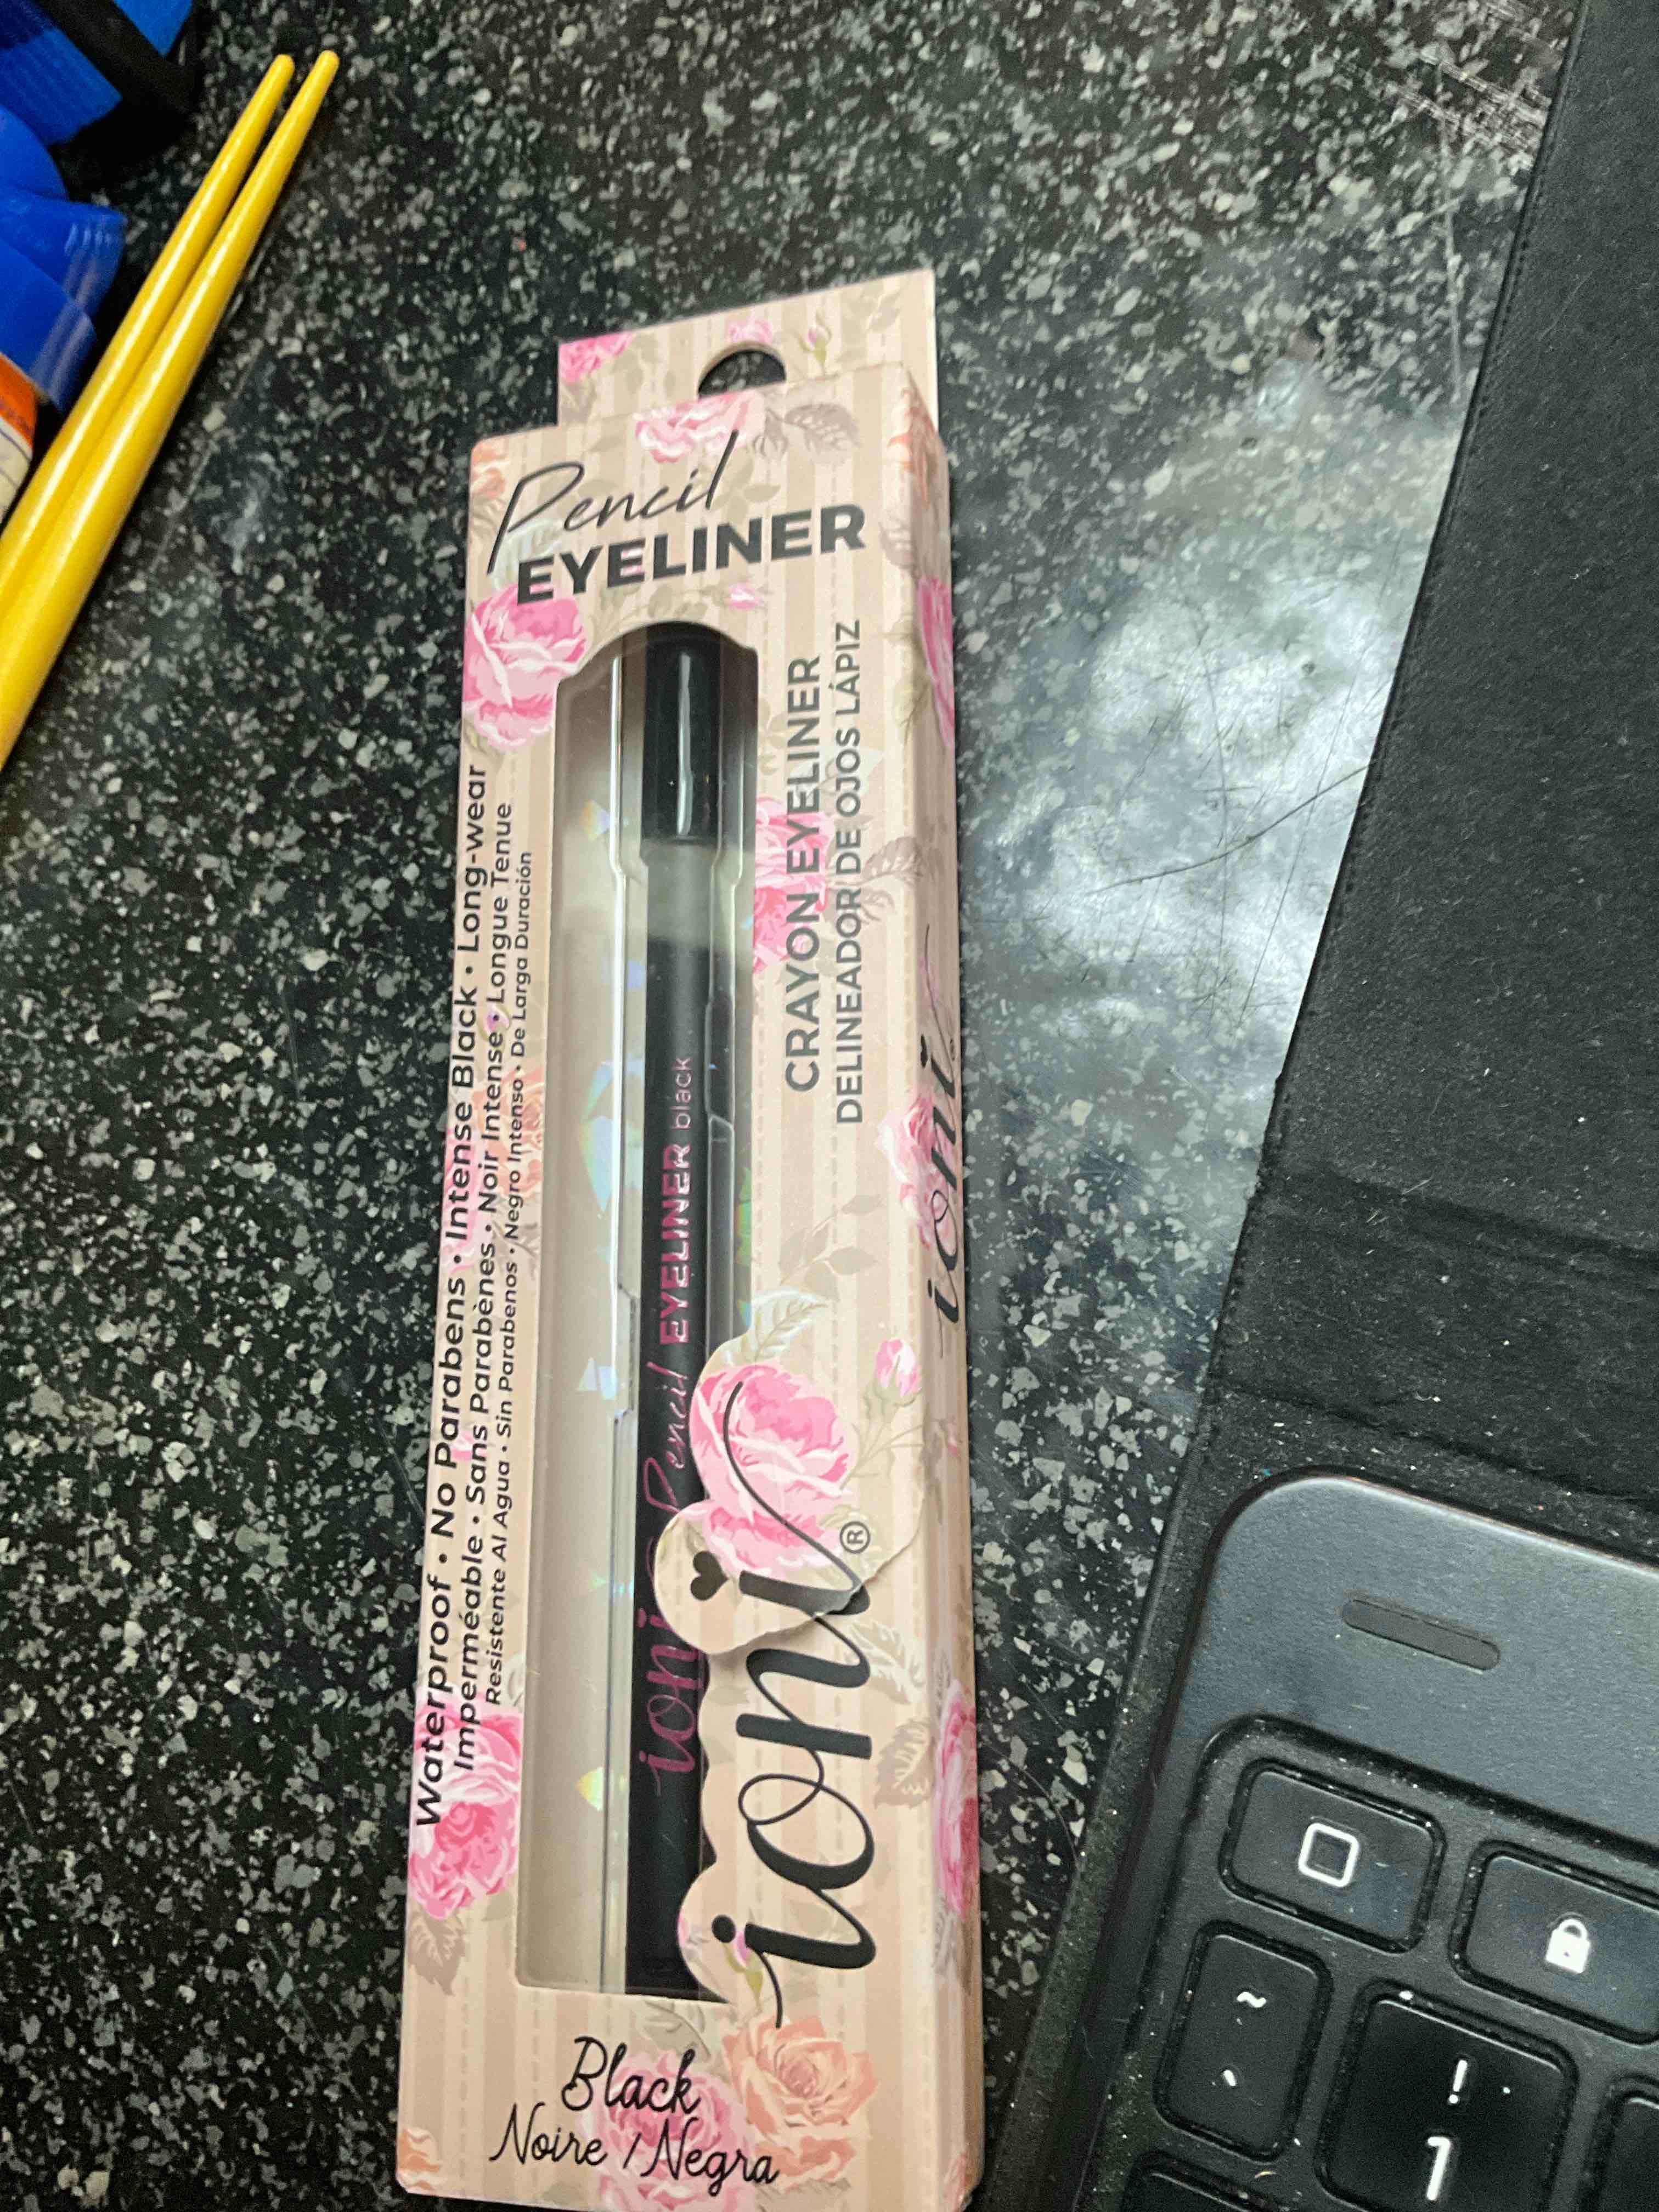 Pencil
EYELINER
CRAYON EYELINER
DELINEADOR DE OJOS LÁPIZ
Waterproof • No Parabens • Intense Black • Long-wear
Imperméable • Sans Parabènes • Noir Intense • Longue Tenue
Resistente Al Agua • Sin Parabenos • Negro Intenso • De Larga Duración
ioni Pencil EYELINER black
ioni®
ioni
Black
Noire / Negra
~
!
1